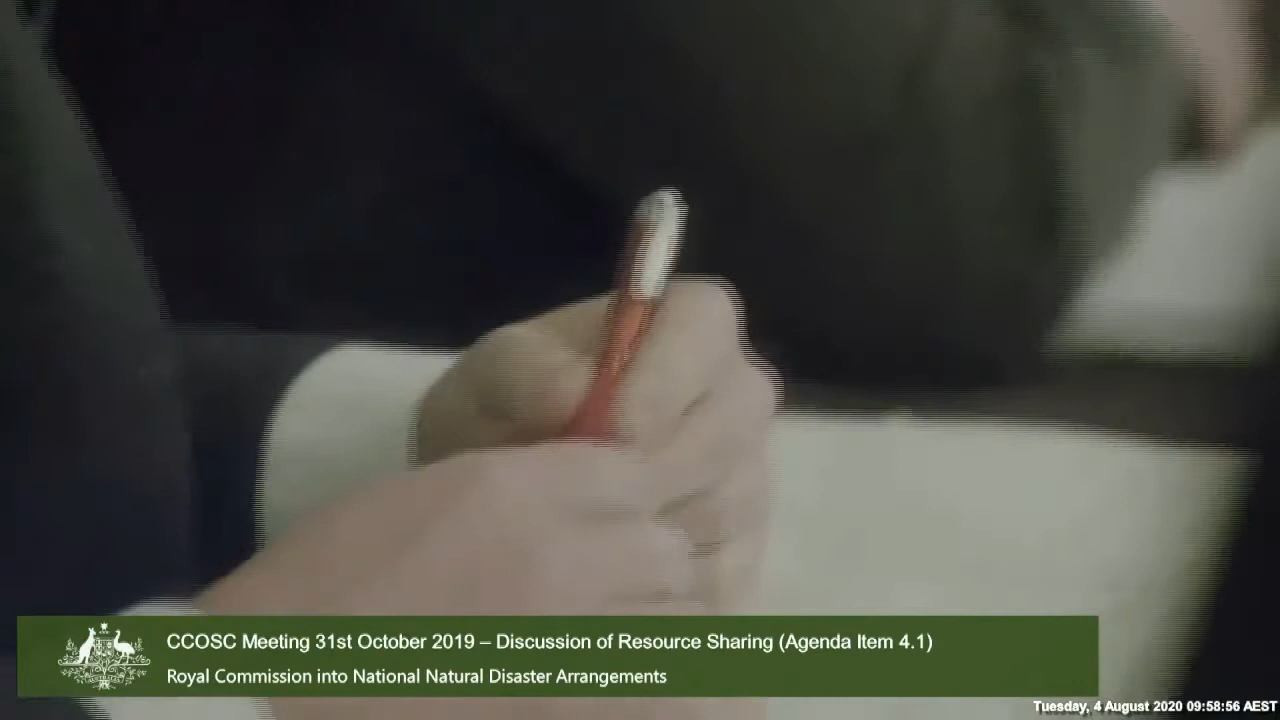 CCOSC Meeting 31st October 2019 – Discussion of Resource Sharing (Agenda Item 4.1)
Royal Commission into National Natural Disaster Arrangements
Tuesday, 4 August 2020 09:58:56 AEST